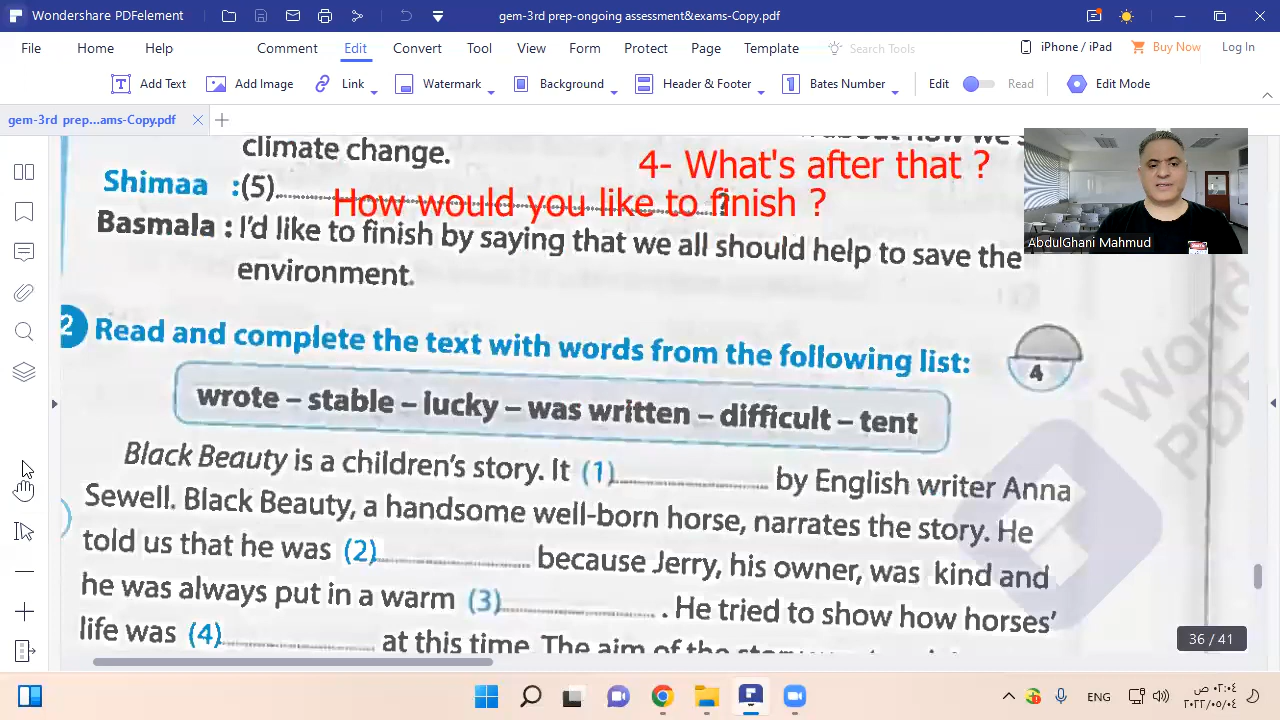 Wondershare PDFelement
gem-3rd prep-ongoing assessment&exams-Copy.pdf
File Home Help Comment Edit Convert Tool View Form Protect Page Template Search Tools iPhone / iPad Buy Now Log In
Add Text Add Image Link Watermark Background Header & Footer Bates Number Edit Read Edit Mode
gem-3rd prep...ams-Copy.pdf
about how we
climate change.
4- What's after that ?
Shimaa :(5) ?
How would you like to finish ?
Basmala : I'd like to finish by saying that we all should help to save the
environment.
AbdulGhani Mahmud
2 Read and complete the text with words from the following list:
4
wrote – stable – lucky – was written – difficult – tent
Black Beauty is a children's story. It (1) by English writer Anna
Sewell. Black Beauty, a handsome well-born horse, narrates the story. He
told us that he was (2) because Jerry, his owner, was kind and
he was always put in a warm (3) . He tried to show how horses'
life was (4) at this time. The aim of the story
36 / 41
ENG